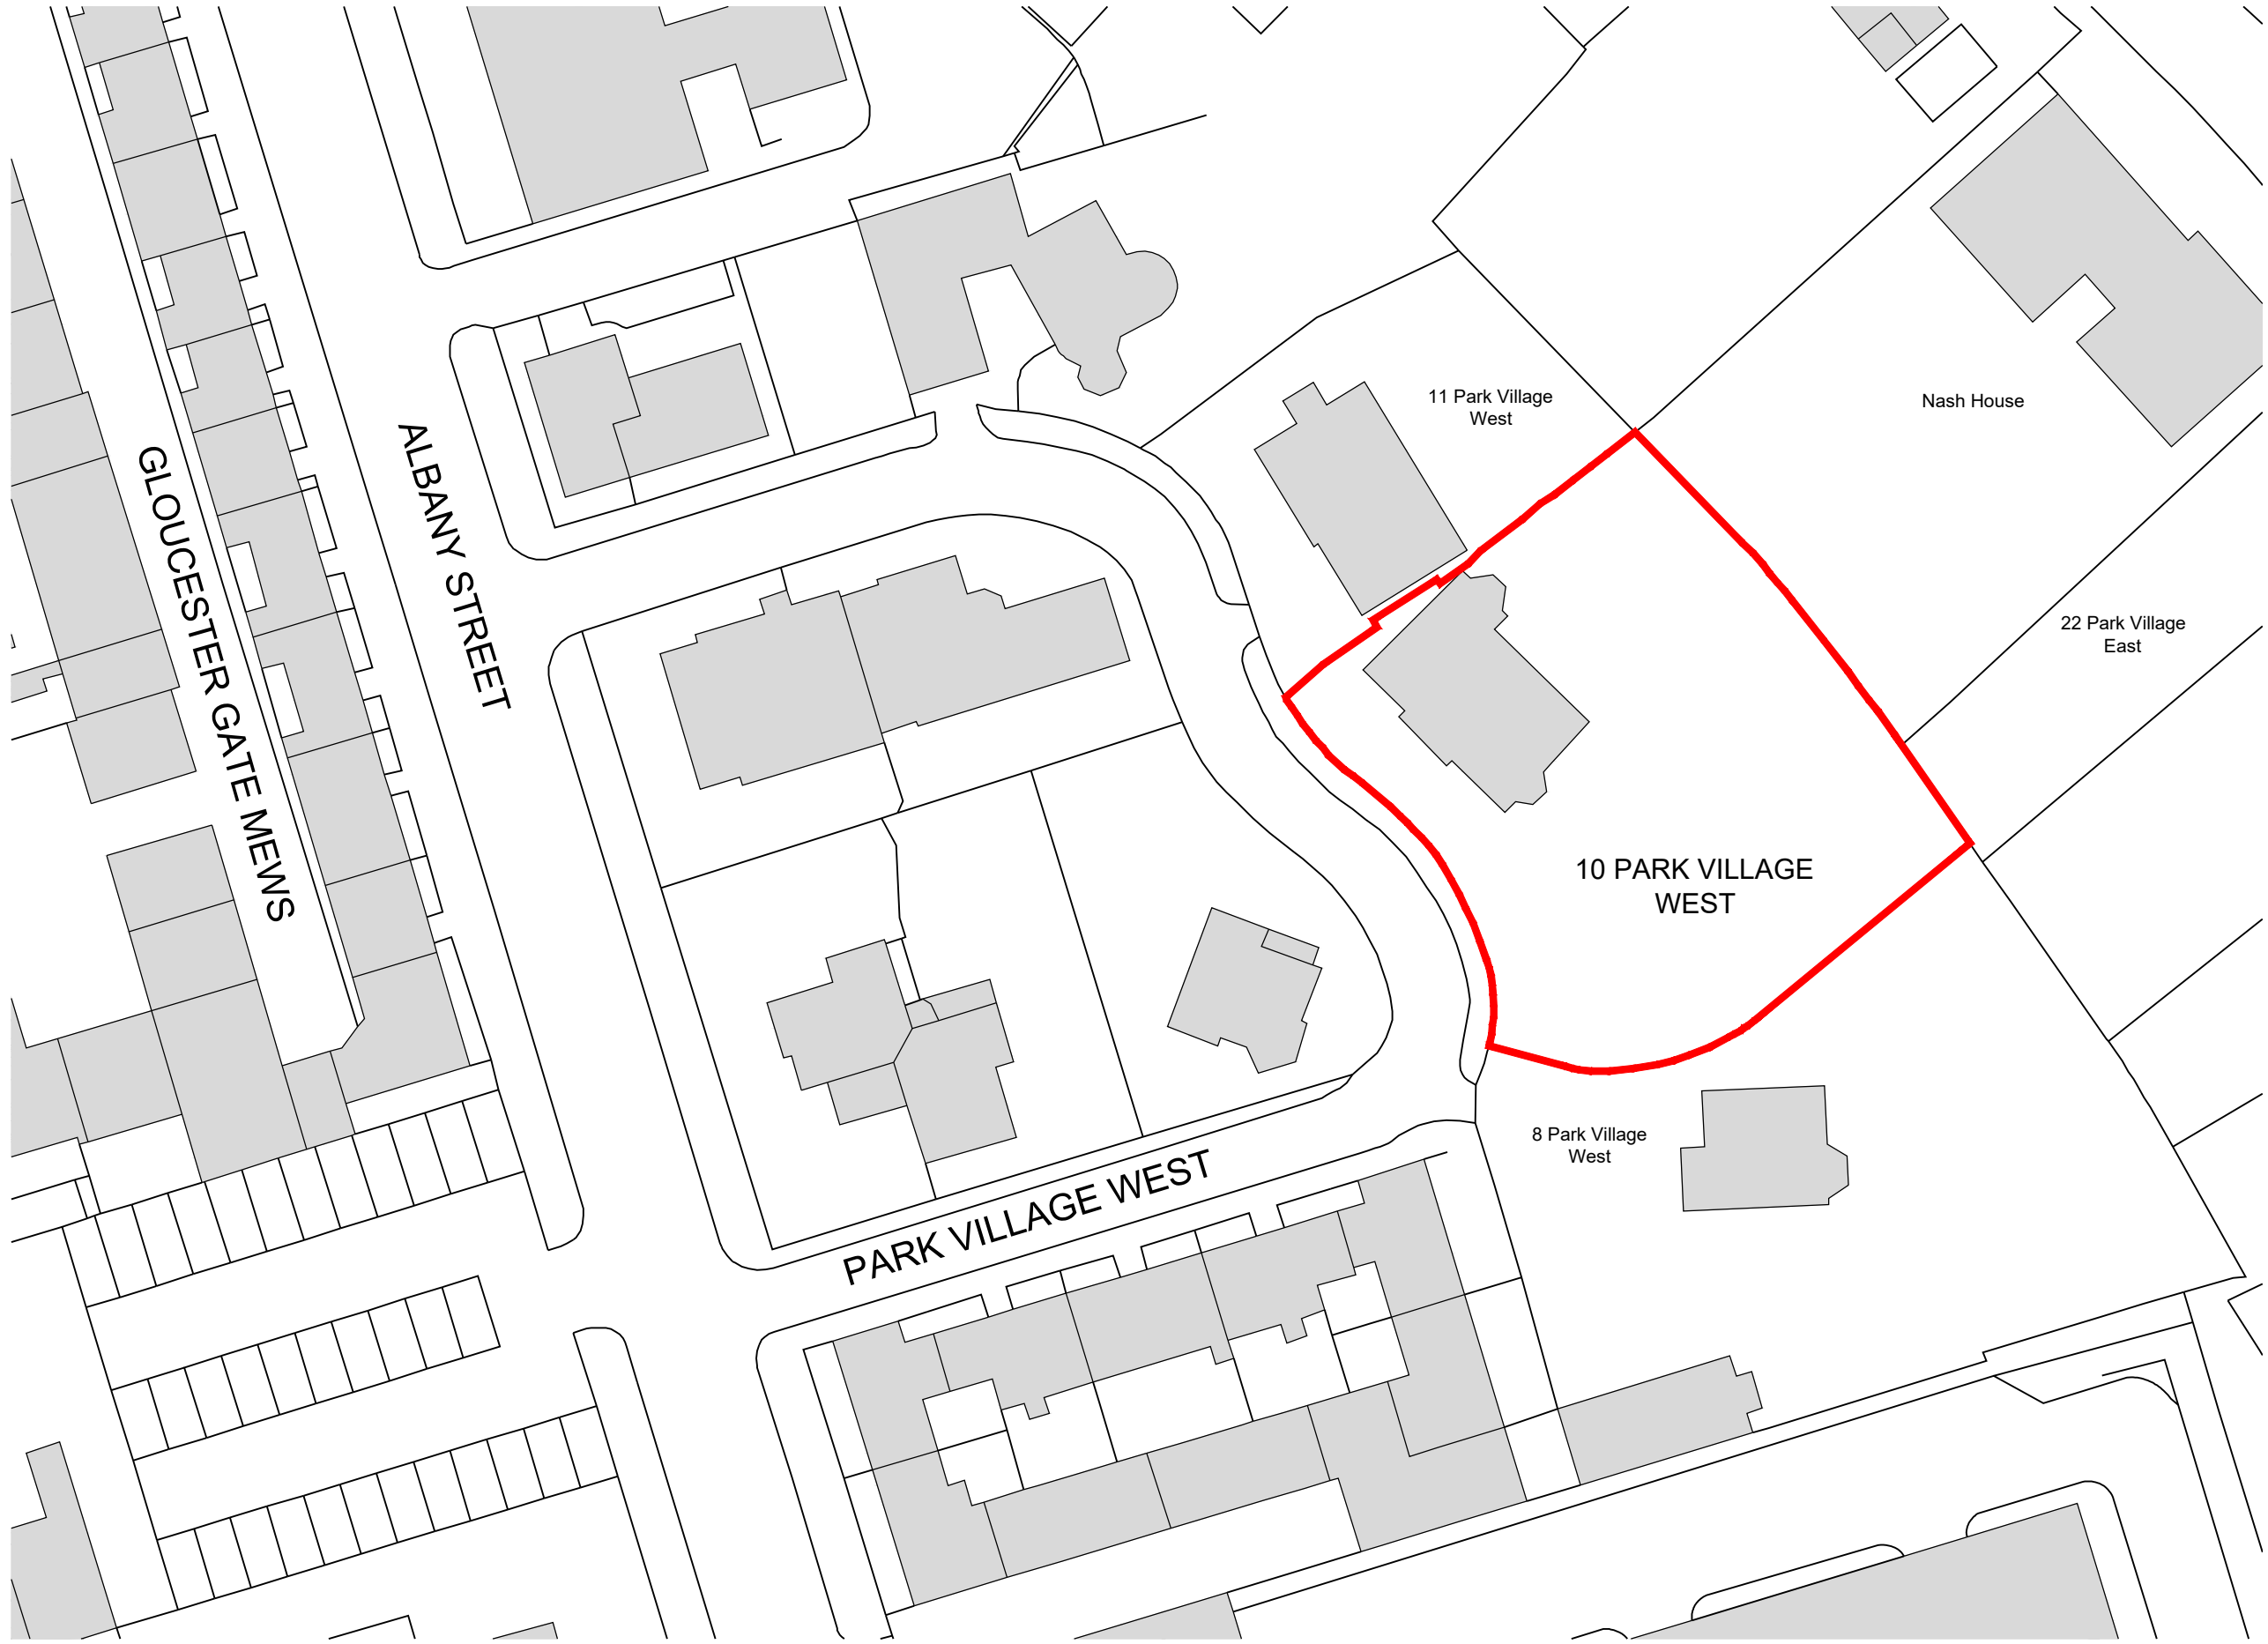 11 Park Village
West
Nash House
ALBANY STREET
GLOUCESTER GATE MEWS
22 Park Village
East
10 PARK VILLAGE
WEST
8 Park Village
West
PARK VILLAGE WEST